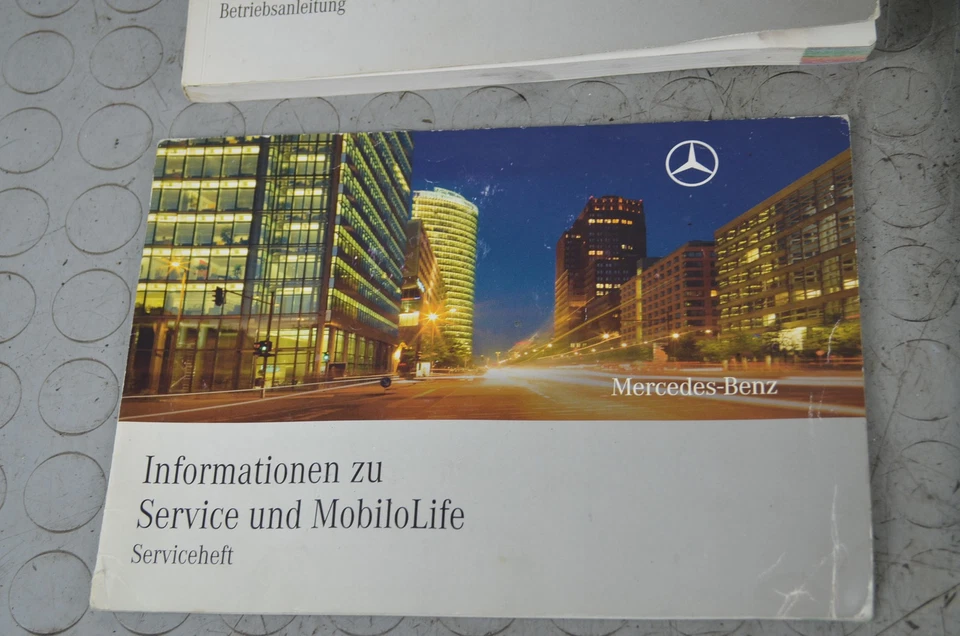 Betriebsanleitung
Mercedes-Benz
Informationen zu
Service und MobiloLife
Serviceheft